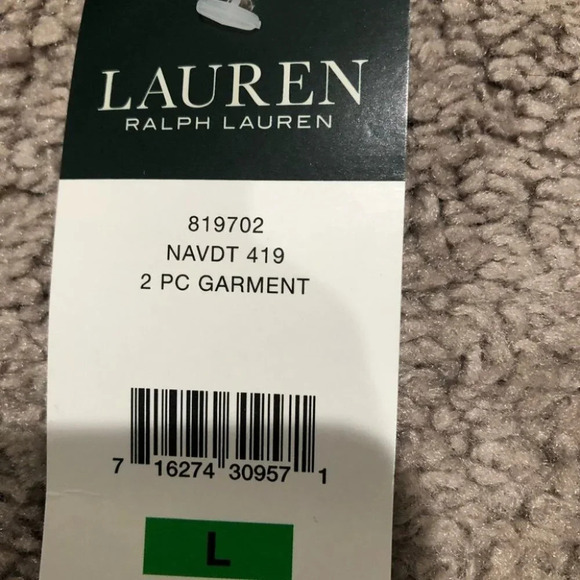 LAUREN
RALPH LAUREN
819702
NAVDT 419
2 PC GARMENT
7 16274 30957 1
L